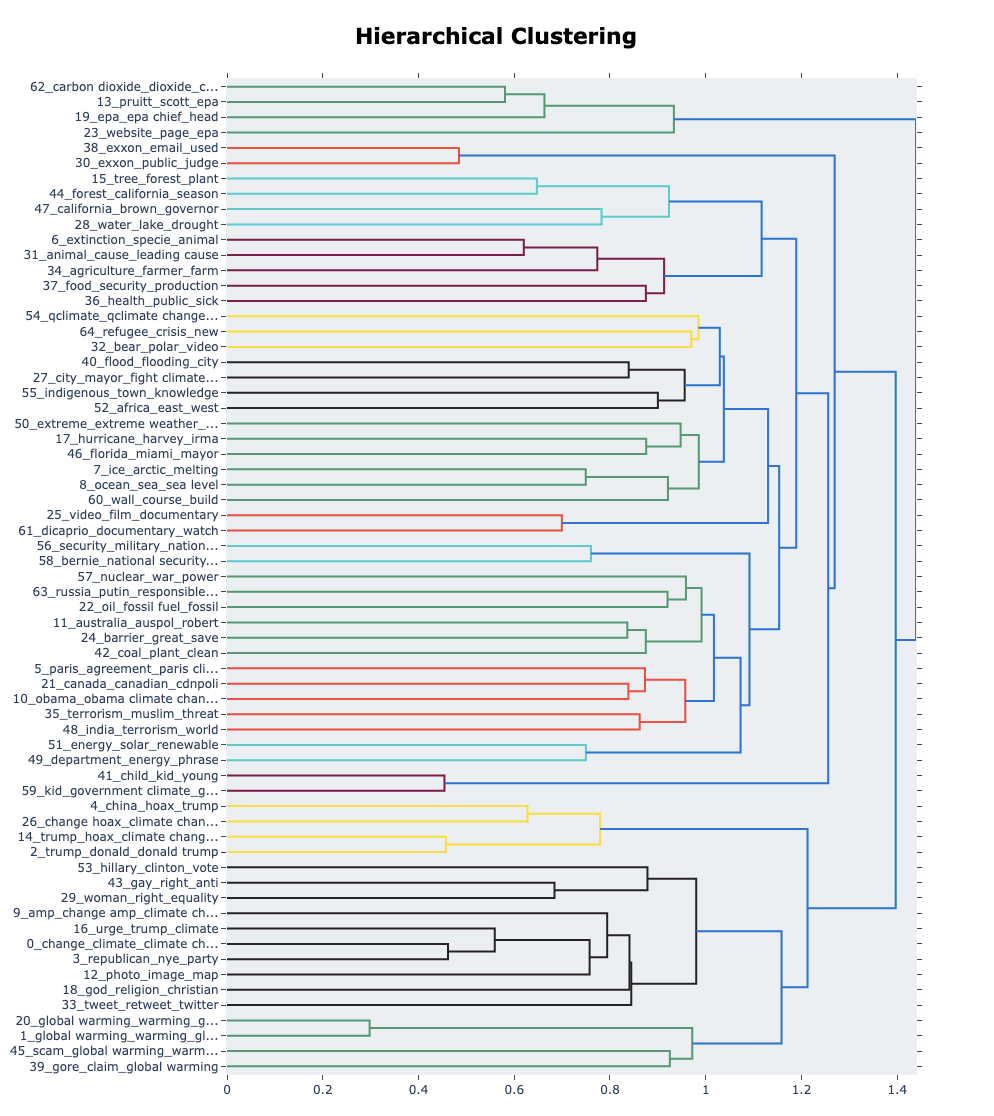 Hierarchical Clustering
62_carbon dioxide_dioxide_c...
13_pruitt_scott_epa
19_epa_epa chief_head
23_website_page_epa
38_exxon_email_used
30_exxon_public_judge
15_tree_forest_plant
44_forest_california_season
47_california_brown_governor
28_water_lake_drought
6_extinction_specie_animal
31_animal_cause_leading cause
34_agriculture_farmer_farm
37_food_security_production
36_health_public_sick
54_qclimate_qclimate change...
64_refugee_crisis_new
32_bear_polar_video
40_flood_flooding_city
27_city_mayor_fight climate...
55_indigenous_town_knowledge
52_africa_east_west
50_extreme_extreme weather_...
17_hurricane_harvey_irma
46_florida_miami_mayor
7_ice_arctic_melting
8_ocean_sea_sea level
60_wall_course_build
25_video_film_documentary
61_dicaprio_documentary_watch
56_security_military_nation...
58_bernie_national security...
57_nuclear_war_power
63_russia_putin_responsible...
22_oil_fossil fuel_fossil
11_australia_auspol_robert
24_barrier_great_save
42_coal_plant_clean
5_paris_agreement_paris cli...
21_canada_canadian_cdnpoli
10_obama_obama climate chan...
35_terrorism_muslim_threat
48_india_terrorism_world
51_energy_solar_renewable
49_department_energy_phrase
41_child_kid_young
59_kid_government climate_g...
4_china_hoax_trump
26_change hoax_climate chan...
14_trump_hoax_climate chang...
2_trump_donald_donald trump
53_hillary_clinton_vote
43_gay_right_anti
29_woman_right_equality
9_amp_change amp_climate ch...
16_urge_trump_climate
0_change_climate_climate ch...
3_republican_nye_party
12_photo_image_map
18_god_religion_christian
33_tweet_retweet_twitter
20_global warming_warming_g...
1_global warming_warming_gl...
45_scam_global warming_warm...
39_gore_claim_global warming
0 0.2 0.4 0.6 0.8 1 1.2 1.4